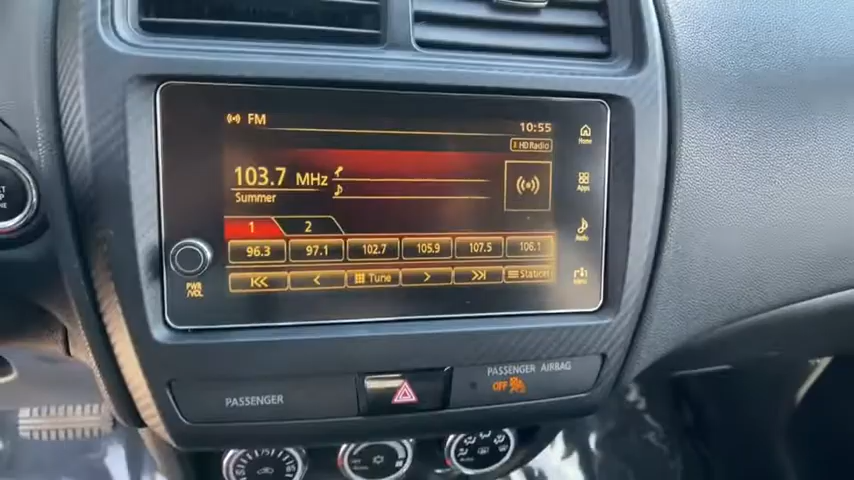 FM
10:55
HD Radio
Home
103.7 MHz
Summer
Apps
1 2
Audio
96.3 97.1 102.7 105.9 107.5 106.1
Tune Station
Menu
PWR
VOL
PASSENGER
PASSENGER AIRBAG
OFF